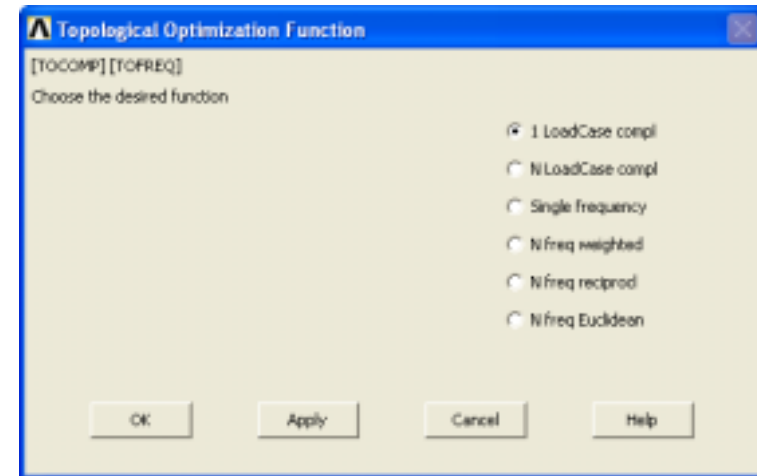 Topological Optimization Function
[TOCOMP] [TOFREQ]
Choose the desired function
1 LoadCase compl
N LoadCase compl
Single frequency
N freq weighted
N freq reciprod
N freq Euclidean
OK Apply Cancel Help